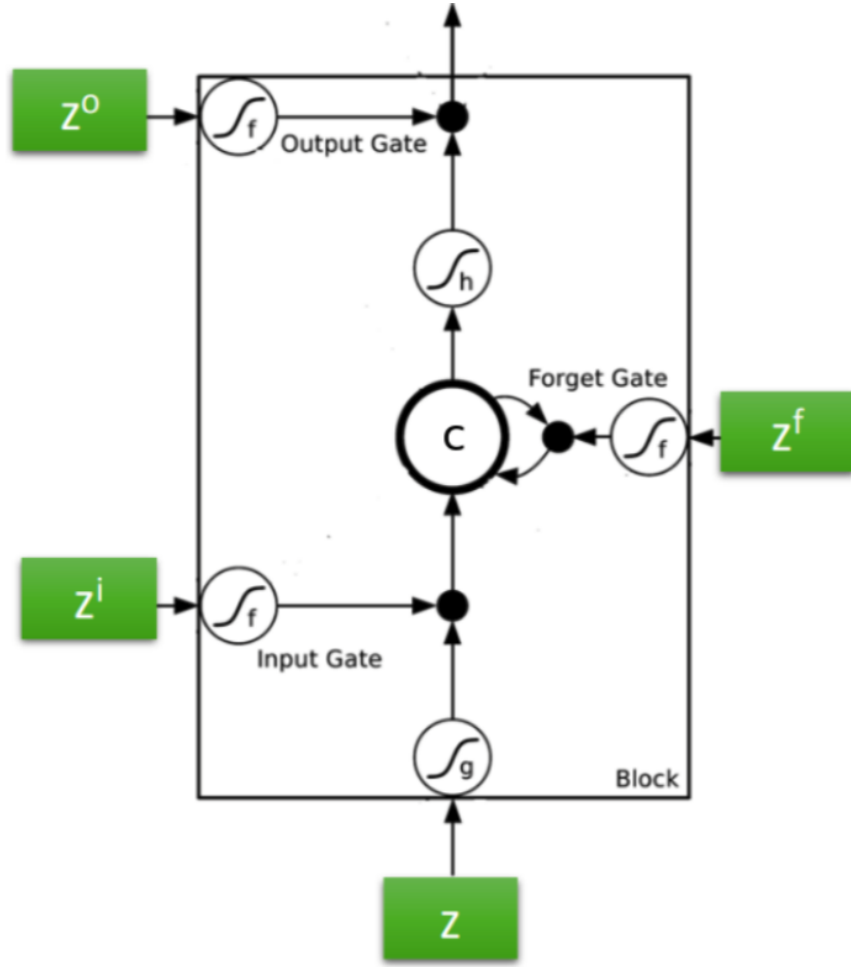 z^o
f
Output Gate
h
Forget Gate
C
f
z^f
z^i
f
Input Gate
g
Block
z